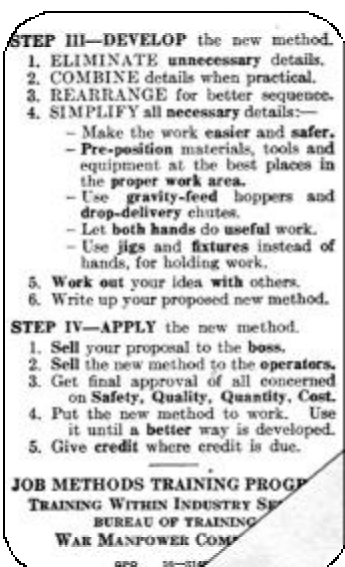 STEP III—DEVELOP the new method.
1. ELIMINATE unnecessary details.
2. COMBINE details when practical.
3. REARRANGE for better sequence.
4. SIMPLIFY all necessary details:—
– Make the work easier and safer.
– Pre-position materials, tools and
equipment at the best places in
the proper work area.
– Use gravity-feed hoppers and
drop-delivery chutes.
– Let both hands do useful work.
– Use jigs and fixtures instead of
hands, for holding work.
5. Work out your idea with others.
6. Write up your proposed new method.
STEP IV—APPLY the new method.
1. Sell your proposal to the boss.
2. Sell the new method to the operators.
3. Get final approval of all concerned
on Safety, Quality, Quantity, Cost.
4. Put the new method to work. Use
it until a better way is developed.
5. Give credit where credit is due.
JOB METHODS TRAINING PROG
TRAINING WITHIN INDUSTRY SE
BUREAU OF TRAINING
WAR MANPOWER COM
GPO